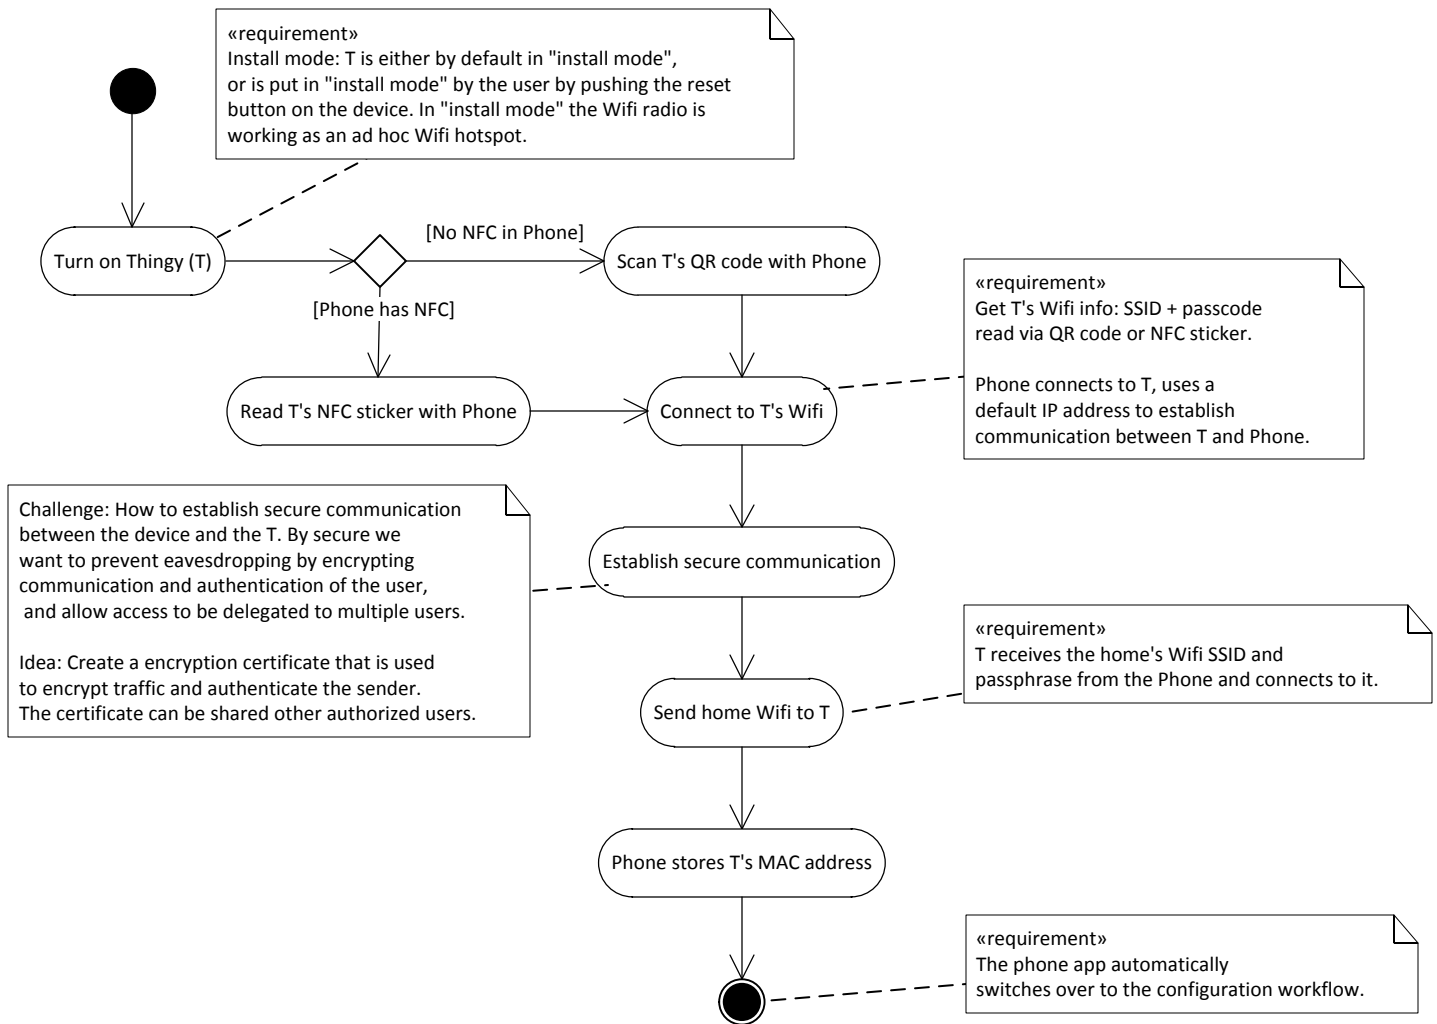 «requirement»
Install mode: T is either by default in "install mode",
or is put in "install mode" by the user by pushing the reset
button on the device. In "install mode" the Wifi radio is
working as an ad hoc Wifi hotspot.
[No NFC in Phone]
Turn on Thingy (T)
Scan T's QR code with Phone
[Phone has NFC]
«requirement»
Get T's Wifi info: SSID + passcode
read via QR code or NFC sticker.
Phone connects to T, uses a
default IP address to establish
communication between T and Phone.
Read T's NFC sticker with Phone
Connect to T's Wifi
Challenge: How to establish secure communication
between the device and the T. By secure we
want to prevent eavesdropping by encrypting
communication and authentication of the user,
and allow access to be delegated to multiple users.
Idea: Create a encryption certificate that is used
to encrypt traffic and authenticate the sender.
The certificate can be shared other authorized users.
Establish secure communication
«requirement»
T receives the home's Wifi SSID and
passphrase from the Phone and connects to it.
Send home Wifi to T
Phone stores T's MAC address
«requirement»
The phone app automatically
switches over to the configuration workflow.